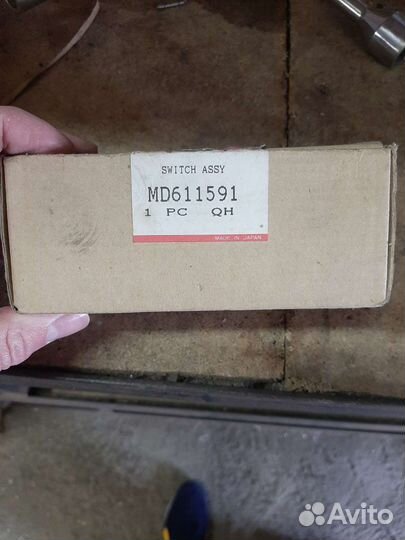 SWITCH ASSY
MD611591
1 PC QH
MADE IN JAPAN
Avito